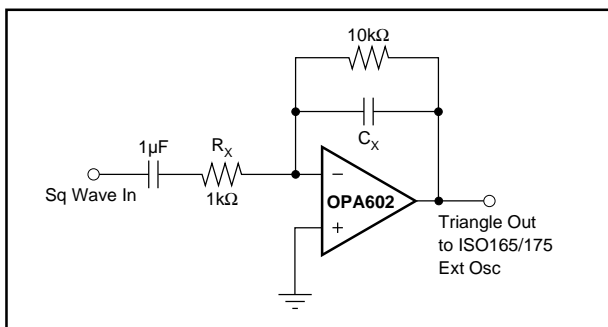 10kΩ
1µF
R_X
C_X
Sq Wave In
1kΩ
−
OPA602
+
Triangle Out
to ISO165/175
Ext Osc